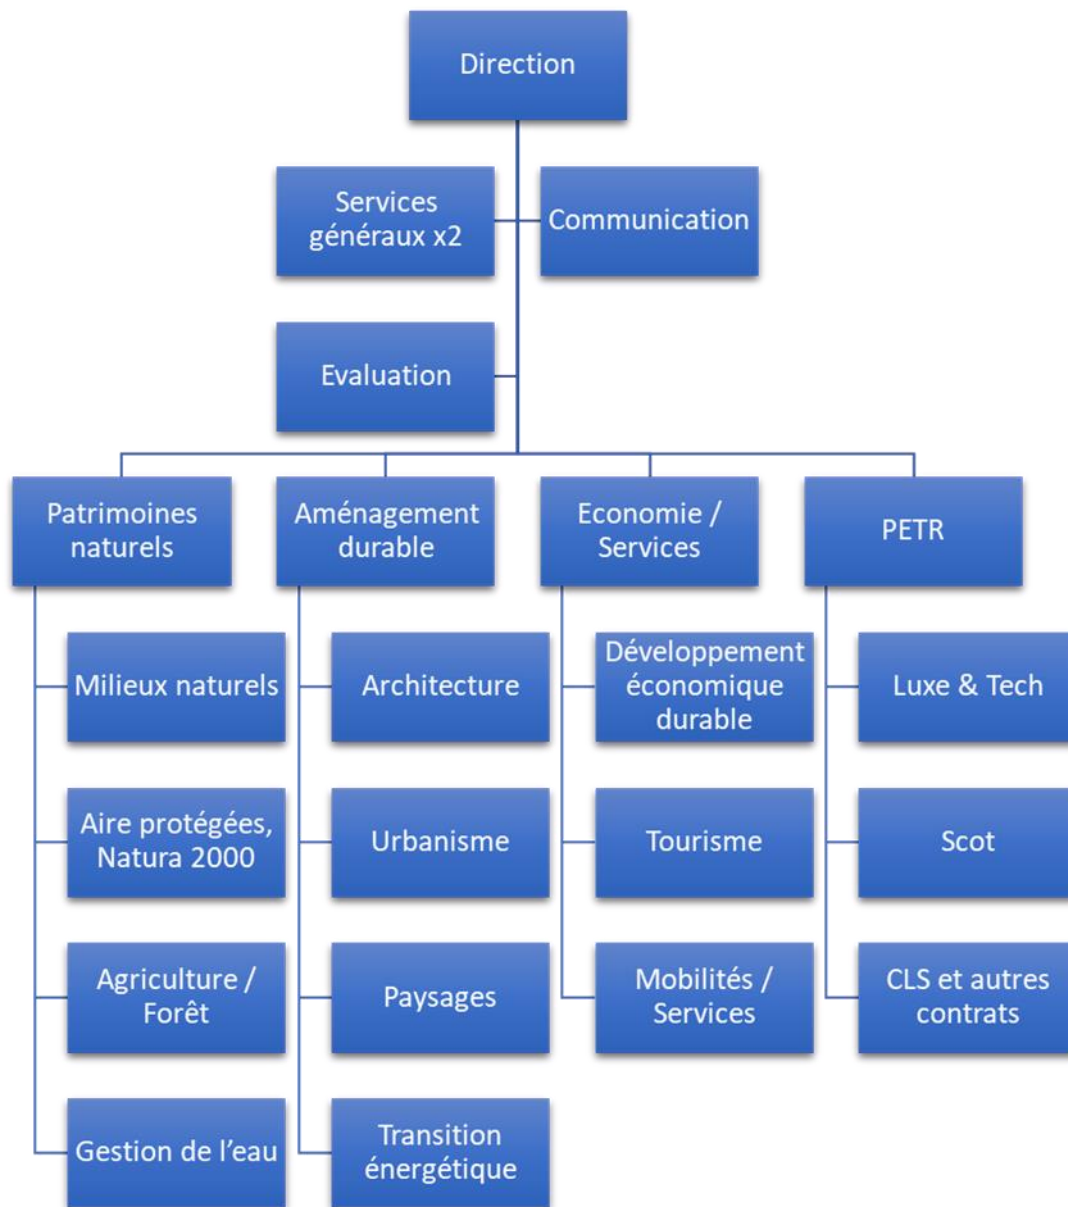 Direction
Services
généraux x2
Communication
Evaluation
Patrimoines
naturels
Aménagement
durable
Economie /
Services
PETR
Milieux naturels
Architecture
Développement
économique
durable
Luxe & Tech
Aire protégées,
Natura 2000
Urbanisme
Tourisme
Scot
Agriculture /
Forêt
Paysages
Mobilités /
Services
CLS et autres
contrats
Gestion de l’eau
Transition
énergétique